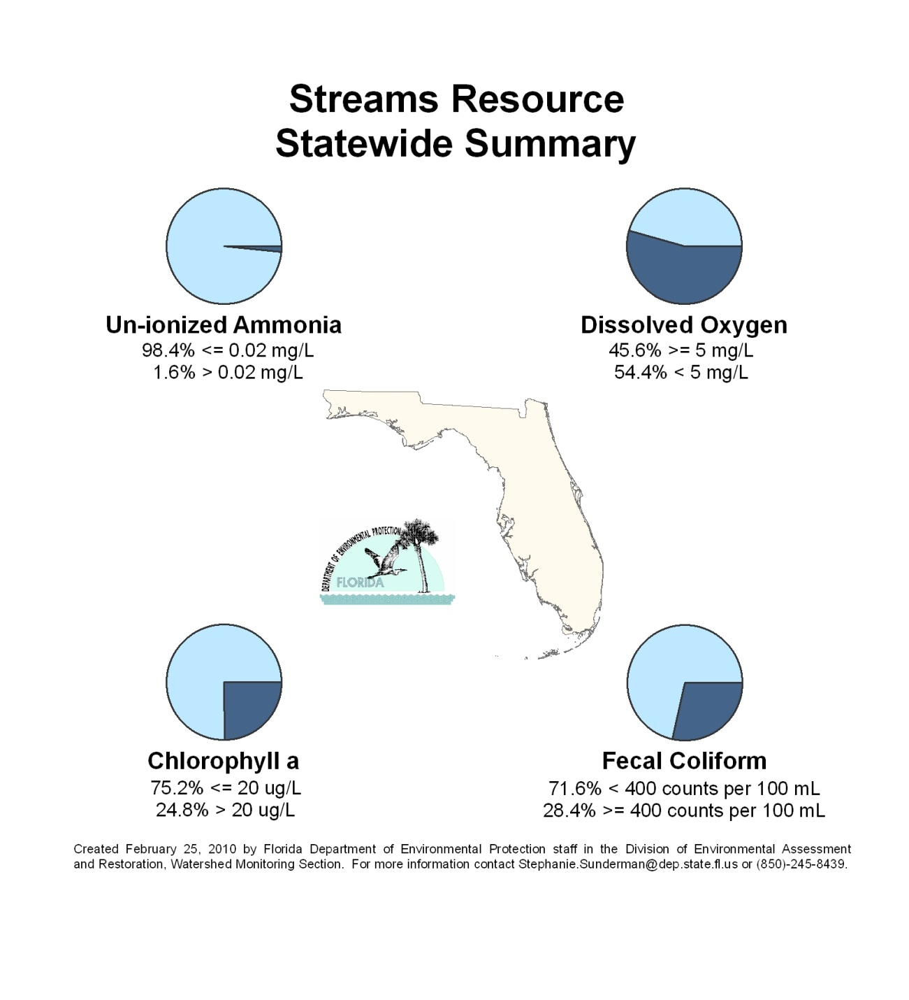 Streams Resource
Statewide Summary
Un-ionized Ammonia
98.4% <= 0.02 mg/L
1.6% > 0.02 mg/L
Dissolved Oxygen
45.6% >= 5 mg/L
54.4% < 5 mg/L
DEPARTMENT OF ENVIRONMENTAL PROTECTION
FLORIDA
Chlorophyll a
75.2% <= 20 ug/L
24.8% > 20 ug/L
Fecal Coliform
71.6% < 400 counts per 100 mL
28.4% >= 400 counts per 100 mL
Created February 25, 2010 by Florida Department of Environmental Protection staff in the Division of Environmental Assessment
and Restoration, Watershed Monitoring Section. For more information contact Stephanie.Sunderman@dep.state.fl.us or (850)-245-8439.